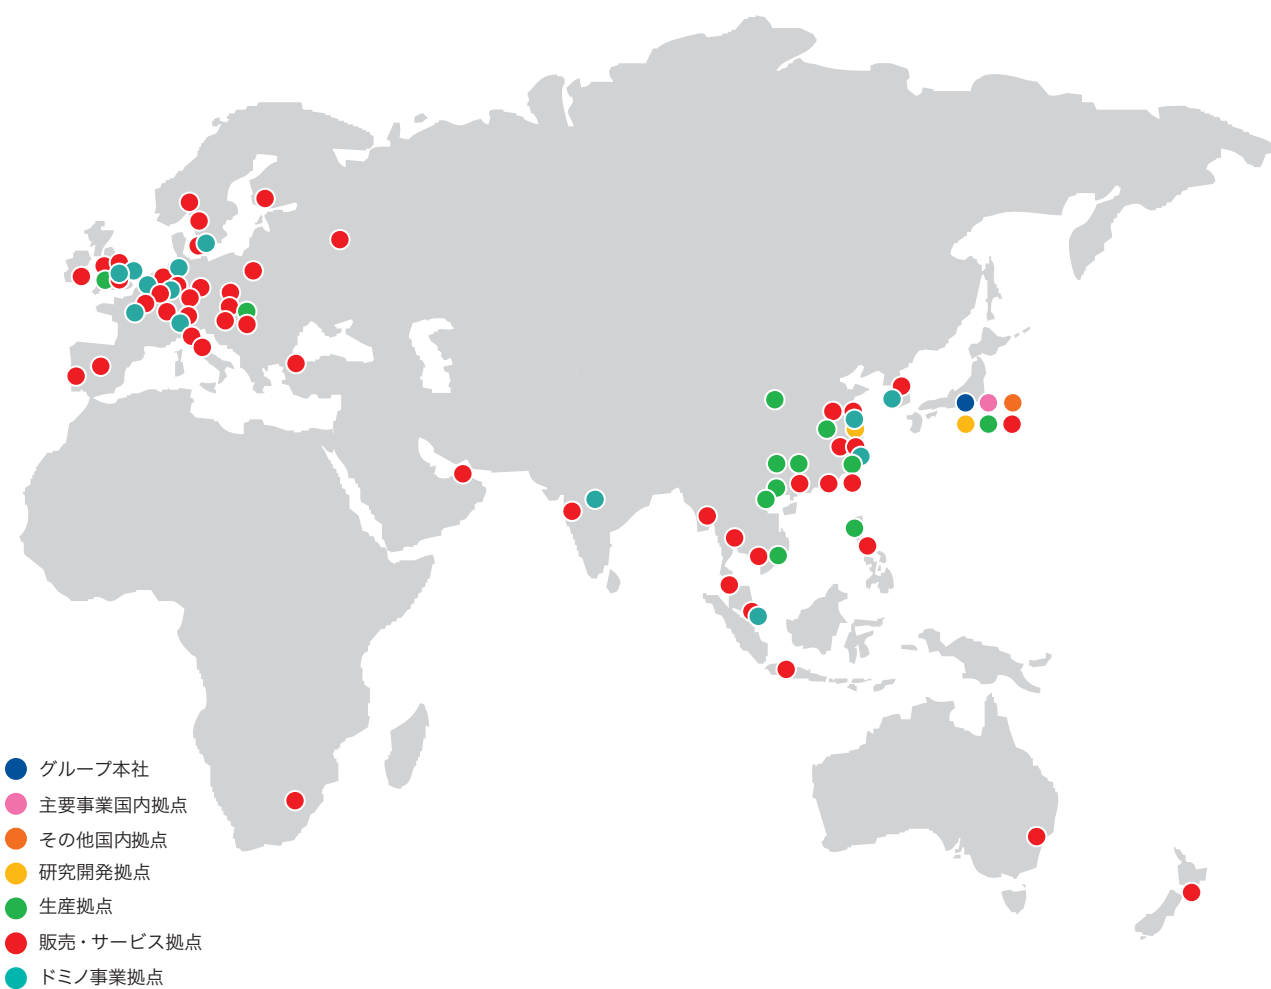 グループ本社
主要事業国内拠点
その他国内拠点
研究開発拠点
生産拠点
販売・サービス拠点
ドミノ事業拠点